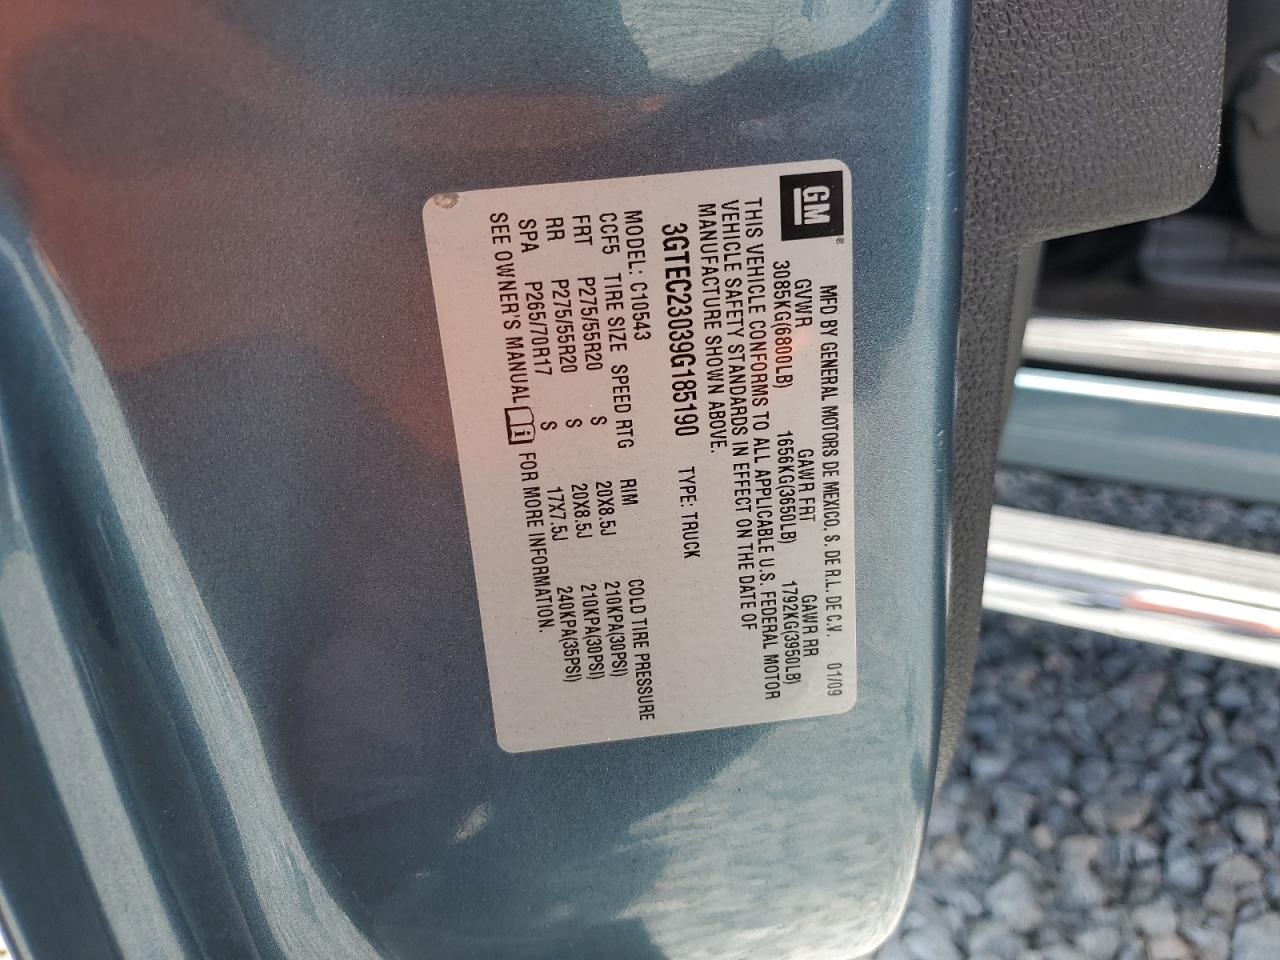 GM ®
MFD BY GENERAL MOTORS DE MEXICO, S. DE R.L. DE C.V. 01/09
GVWR GAWR FRT GAWR RR
3085KG(6800LB) 1656KG(3650LB) 1792KG(3950LB)
THIS VEHICLE CONFORMS TO ALL APPLICABLE U.S. FEDERAL MOTOR
VEHICLE SAFETY STANDARDS IN EFFECT ON THE DATE OF
MANUFACTURE SHOWN ABOVE.
3GTEC23039G185190 TYPE: TRUCK
MODEL: C10543
CCF5 TIRE SIZE SPEED RTG RIM COLD TIRE PRESSURE
FRT P275/55R20 S 20X8.5J 210KPA(30PSI)
RR P275/55R20 S 20X8.5J 210KPA(30PSI)
SPA P265/70R17 S 17X7.5J 240KPA(35PSI)
SEE OWNER'S MANUAL i FOR MORE INFORMATION.